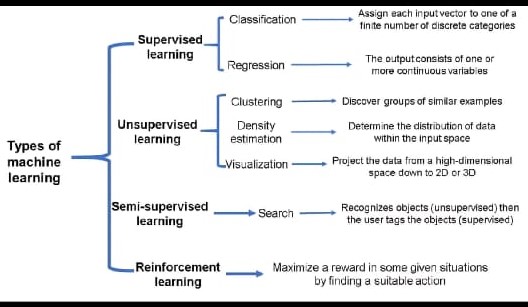 Types of
machine
learning
Supervised
learning
Classification
Assign each input vector to one of a
finite number of discrete categories
Regression
The output consists of one or
more continuous variables
Unsupervised
learning
Clustering
Discover groups of similar examples
Density
estimation
Determine the distribution of data
within the input space
Visualization
Project the data from a high-dimensional
space down to 2D or 3D
Semi-supervised
learning
Search
Recognizes objects (unsupervised) then
the user tags the objects (supervised)
Reinforcement
learning
Maximize a reward in some given situations
by finding a suitable action